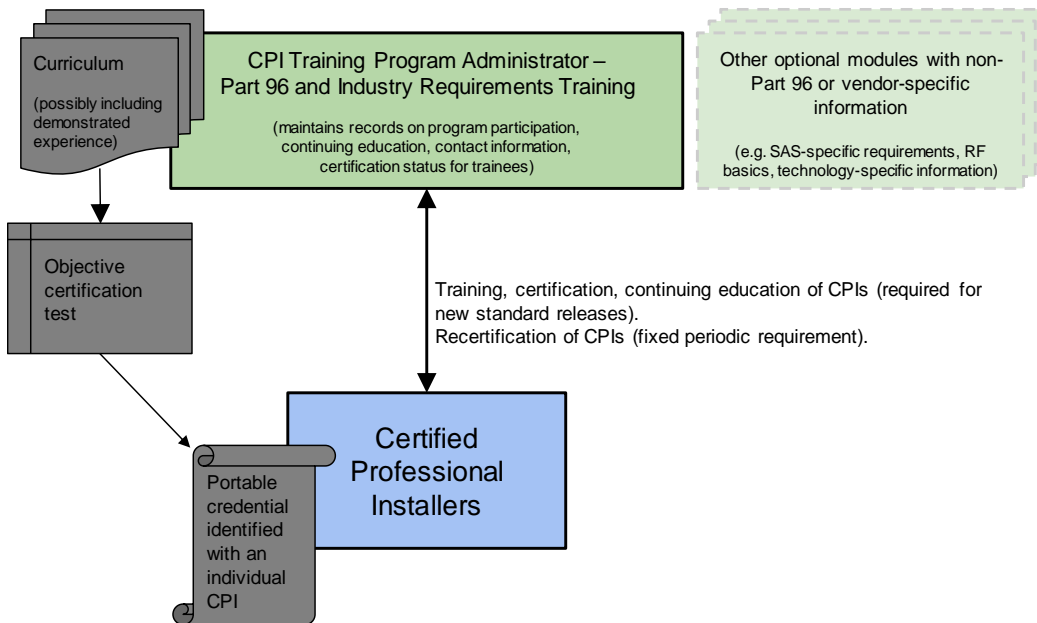 Curriculum
(possibly including
demonstrated
experience)
CPI Training Program Administrator –
Part 96 and Industry Requirements Training
(maintains records on program participation,
continuing education, contact information,
certification status for trainees)
Other optional modules with non-
Part 96 or vendor-specific
information
(e.g. SAS-specific requirements, RF
basics, technology-specific information)
Objective
certification
test
Training, certification, continuing education of CPIs (required for
new standard releases).
Recertification of CPIs (fixed periodic requirement).
Certified
Professional
Installers
Portable
credential
identified
with an
individual
CPI